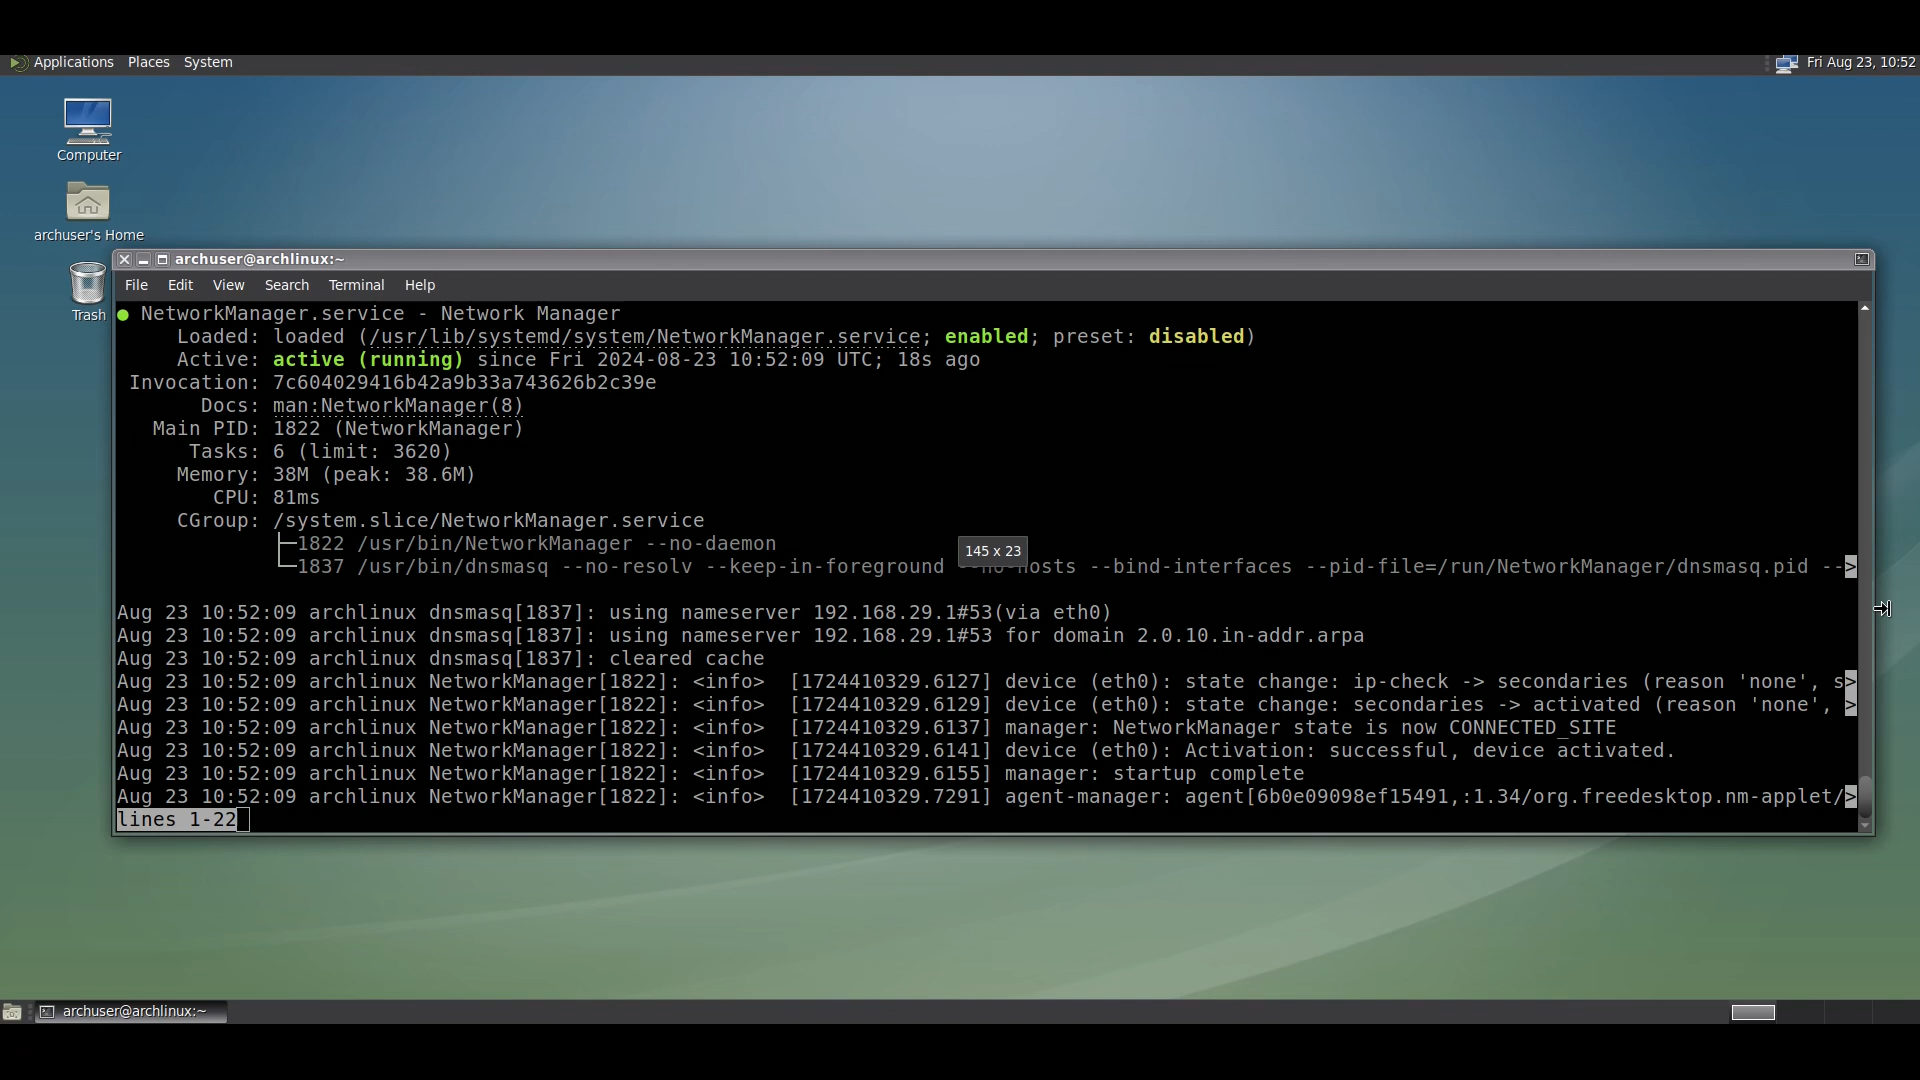 Applications Places System Fri Aug 23, 10:52
Computer
archuser's Home
Trash
archuser@archlinux:~
File Edit View Search Terminal Help
● NetworkManager.service - Network Manager
Loaded: loaded (/usr/lib/systemd/system/NetworkManager.service; enabled; preset: disabled)
Active: active (running) since Fri 2024-08-23 10:52:09 UTC; 18s ago
Invocation: 7c604029416b42a9b33a743626b2c39e
Docs: man:NetworkManager(8)
Main PID: 1822 (NetworkManager)
Tasks: 6 (limit: 3620)
Memory: 38M (peak: 38.6M)
CPU: 81ms
CGroup: /system.slice/NetworkManager.service
├─1822 /usr/bin/NetworkManager --no-daemon
145 x 23
└─1837 /usr/bin/dnsmasq --no-resolv --keep-in-foreground --no-hosts --bind-interfaces --pid-file=/run/NetworkManager/dnsmasq.pid -->
Aug 23 10:52:09 archlinux dnsmasq[1837]: using nameserver 192.168.29.1#53(via eth0)
Aug 23 10:52:09 archlinux dnsmasq[1837]: using nameserver 192.168.29.1#53 for domain 2.0.10.in-addr.arpa
Aug 23 10:52:09 archlinux dnsmasq[1837]: cleared cache
Aug 23 10:52:09 archlinux NetworkManager[1822]: <info>  [1724410329.6127] device (eth0): state change: ip-check -> secondaries (reason 'none', s>
Aug 23 10:52:09 archlinux NetworkManager[1822]: <info>  [1724410329.6129] device (eth0): state change: secondaries -> activated (reason 'none', >
Aug 23 10:52:09 archlinux NetworkManager[1822]: <info>  [1724410329.6137] manager: NetworkManager state is now CONNECTED_SITE
Aug 23 10:52:09 archlinux NetworkManager[1822]: <info>  [1724410329.6141] device (eth0): Activation: successful, device activated.
Aug 23 10:52:09 archlinux NetworkManager[1822]: <info>  [1724410329.6155] manager: startup complete
Aug 23 10:52:09 archlinux NetworkManager[1822]: <info>  [1724410329.7291] agent-manager: agent[6b0e09098ef15491,:1.34/org.freedesktop.nm-applet/>
lines 1-22
archuser@archlinux:~